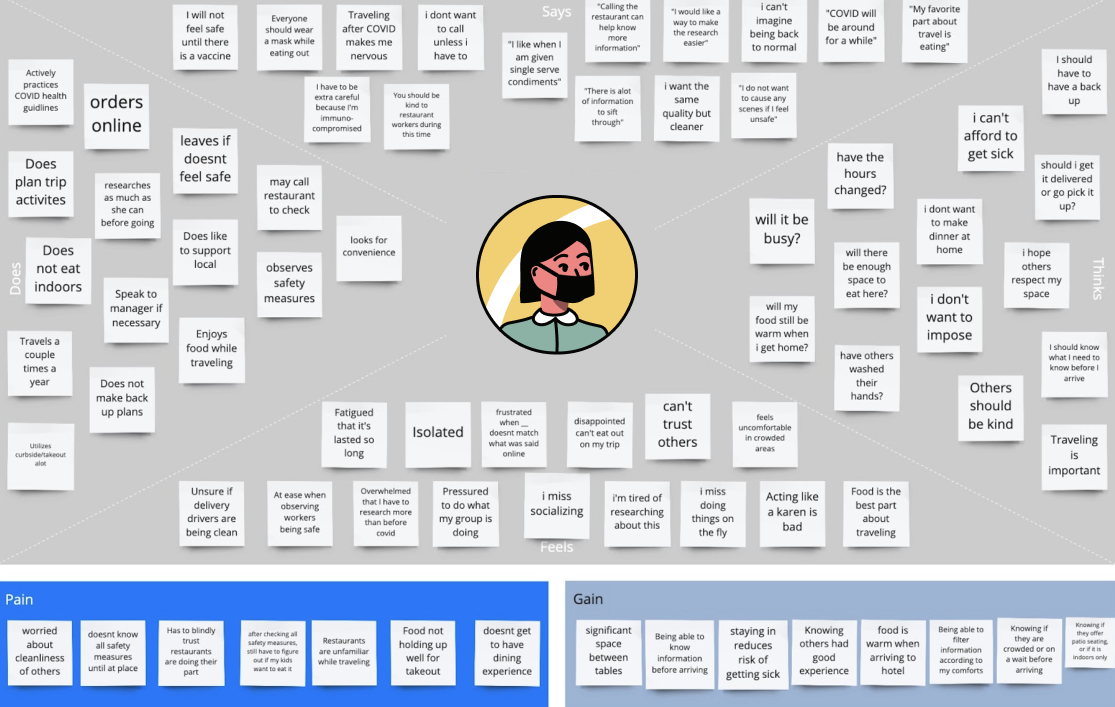 Says
I will not
feel safe
until there
is a vaccine
Everyone
should wear
a mask while
eating out
Traveling
after COVID
makes me
nervous
i dont want
to call
unless i
have to
"I like when I
am given
single serve
condiments"
"Calling the
restaurant can
help know
more
information"
"I would like a
way to make
the research
easier"
i can't
imagine
being back
to normal
"COVID will
be around
for a while"
"My favorite
part about
travel is
eating"
I have to be
extra careful
because I'm
immuno-
compromised
You should be
kind to
restaurant
workers during
this time
"There is alot
of information
to sift
through"
i want the
same
quality but
cleaner
"I do not want
to cause any
scenes if I feel
unsafe"
Does
Actively
practices
COVID health
guidlines
orders
online
leaves if
doesnt
feel safe
Does
plan trip
activites
researches
as much as
she can
before going
may call
restaurant
to check
Does like
to support
local
looks for
convenience
Does
not eat
indoors
observes
safety
measures
Speak to
manager if
necessary
Enjoys
food while
traveling
Travels a
couple
times a
year
Does not
make back
up plans
Utilizes
curbside/takeout
alot
Thinks
I should
have to
have a back
up
i can't
afford to
get sick
have the
hours
changed?
should i get
it delivered
or go pick it
up?
will it be
busy?
i dont want
to make
dinner at
home
will there
be enough
space to
eat here?
i hope
others
respect my
space
i don't
want to
impose
will my
food still be
warm when
i get home?
have others
washed
their
hands?
I should know
what I need to
know before I
arrive
Others
should
be kind
Traveling
is
important
Fatigued
that it's
lasted so
long
Isolated
frustrated
when __
doesnt match
what was said
online
disappointed
can't eat out
on my trip
can't
trust
others
feels
uncomfortable
in crowded
areas
Unsure if
delivery
drivers are
being clean
At ease when
observing
workers
being safe
Overwhelmed
that I have to
research more
than before
covid
Pressured
to do what
my group is
doing
i miss
socializing
i'm tired of
researching
about this
i miss
doing
things on
the fly
Acting like
a karen is
bad
Food is the
best part
about
traveling
Feels
Pain
worried
about
cleanliness
of others
doesnt know
all safety
measures
until at place
Has to blindly
trust
restaurants
are doing their
part
after checking all
safety measures,
still have to figure
out if my kids
want to eat it
Restaurants
are unfamiliar
while traveling
Food not
holding up
well for
takeout
doesnt get
to have
dining
experience
Gain
significant
space
between
tables
Being able to
know
information
before arriving
staying in
reduces
risk of
getting sick
Knowing
others had
good
experience
food is
warm when
arriving to
hotel
Being able to
filter
information
according to
my comforts
Knowing if
they are
crowded or on
a wait before
arriving
Knowing if
they offer
patio seating,
or if it is
indoors only